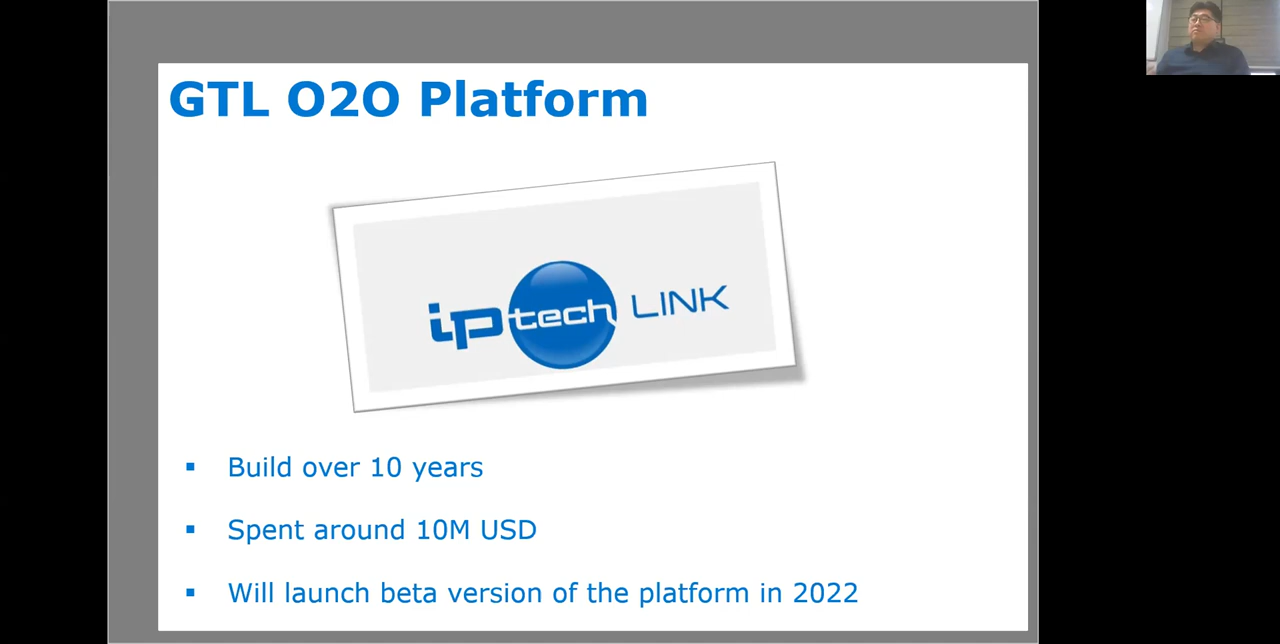 GTL O2O Platform
iptech LINK
Build over 10 years
Spent around 10M USD
Will launch beta version of the platform in 2022